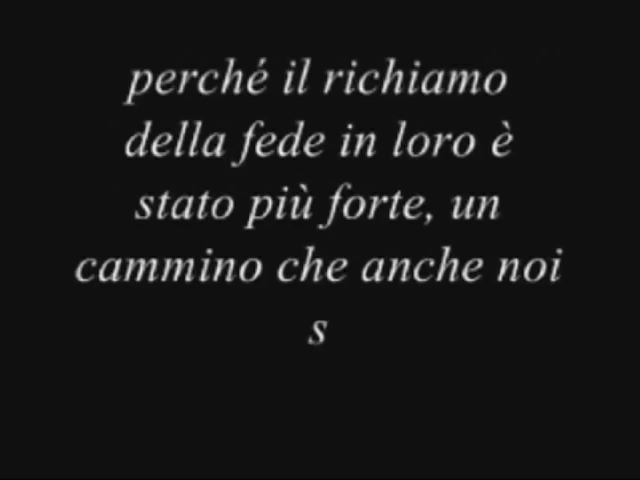 perché il richiamo
della fede in loro è
stato più forte, un
cammino che anche noi
s